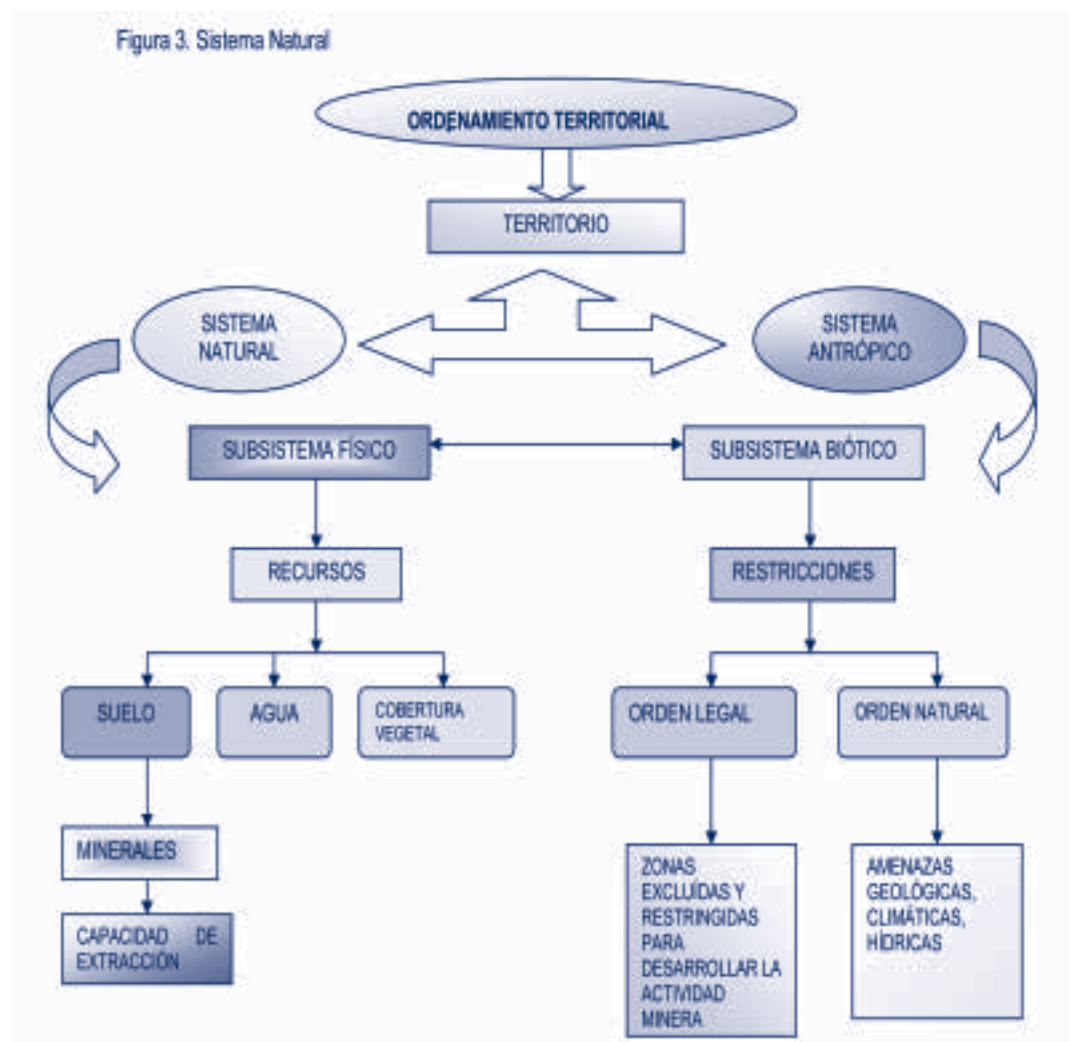 Figura 3. Sistema Natural
ORDENAMIENTO TERRITORIAL
TERRITORIO
SISTEMA
NATURAL
SISTEMA
ANTRÓPICO
SUBSISTEMA FÍSICO
SUBSISTEMA BIÓTICO
RECURSOS
RESTRICCIONES
SUELO
AGUA
COBERTURA
VEGETAL
ORDEN LEGAL
ORDEN NATURAL
MINERALES
CAPACIDAD DE
EXTRACCIÓN
ZONAS
EXCLUÍDAS Y
RESTRINGIDAS
PARA
DESARROLLAR LA
ACTIVIDAD
MINERA
AMENAZAS
GEOLÓGICAS,
CLIMÁTICAS,
HÍDRICAS